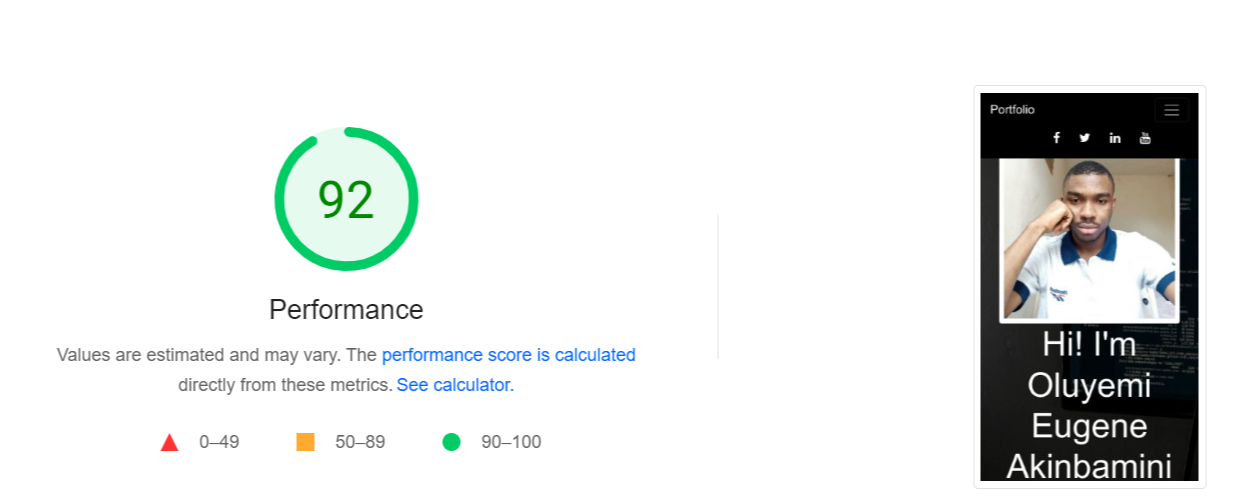 92
Performance
Values are estimated and may vary. The performance score is calculated
directly from these metrics. See calculator.
0–49
50–89
90–100
Portfolio
Hi! I'm
Oluyemi
Eugene
Akinbamini